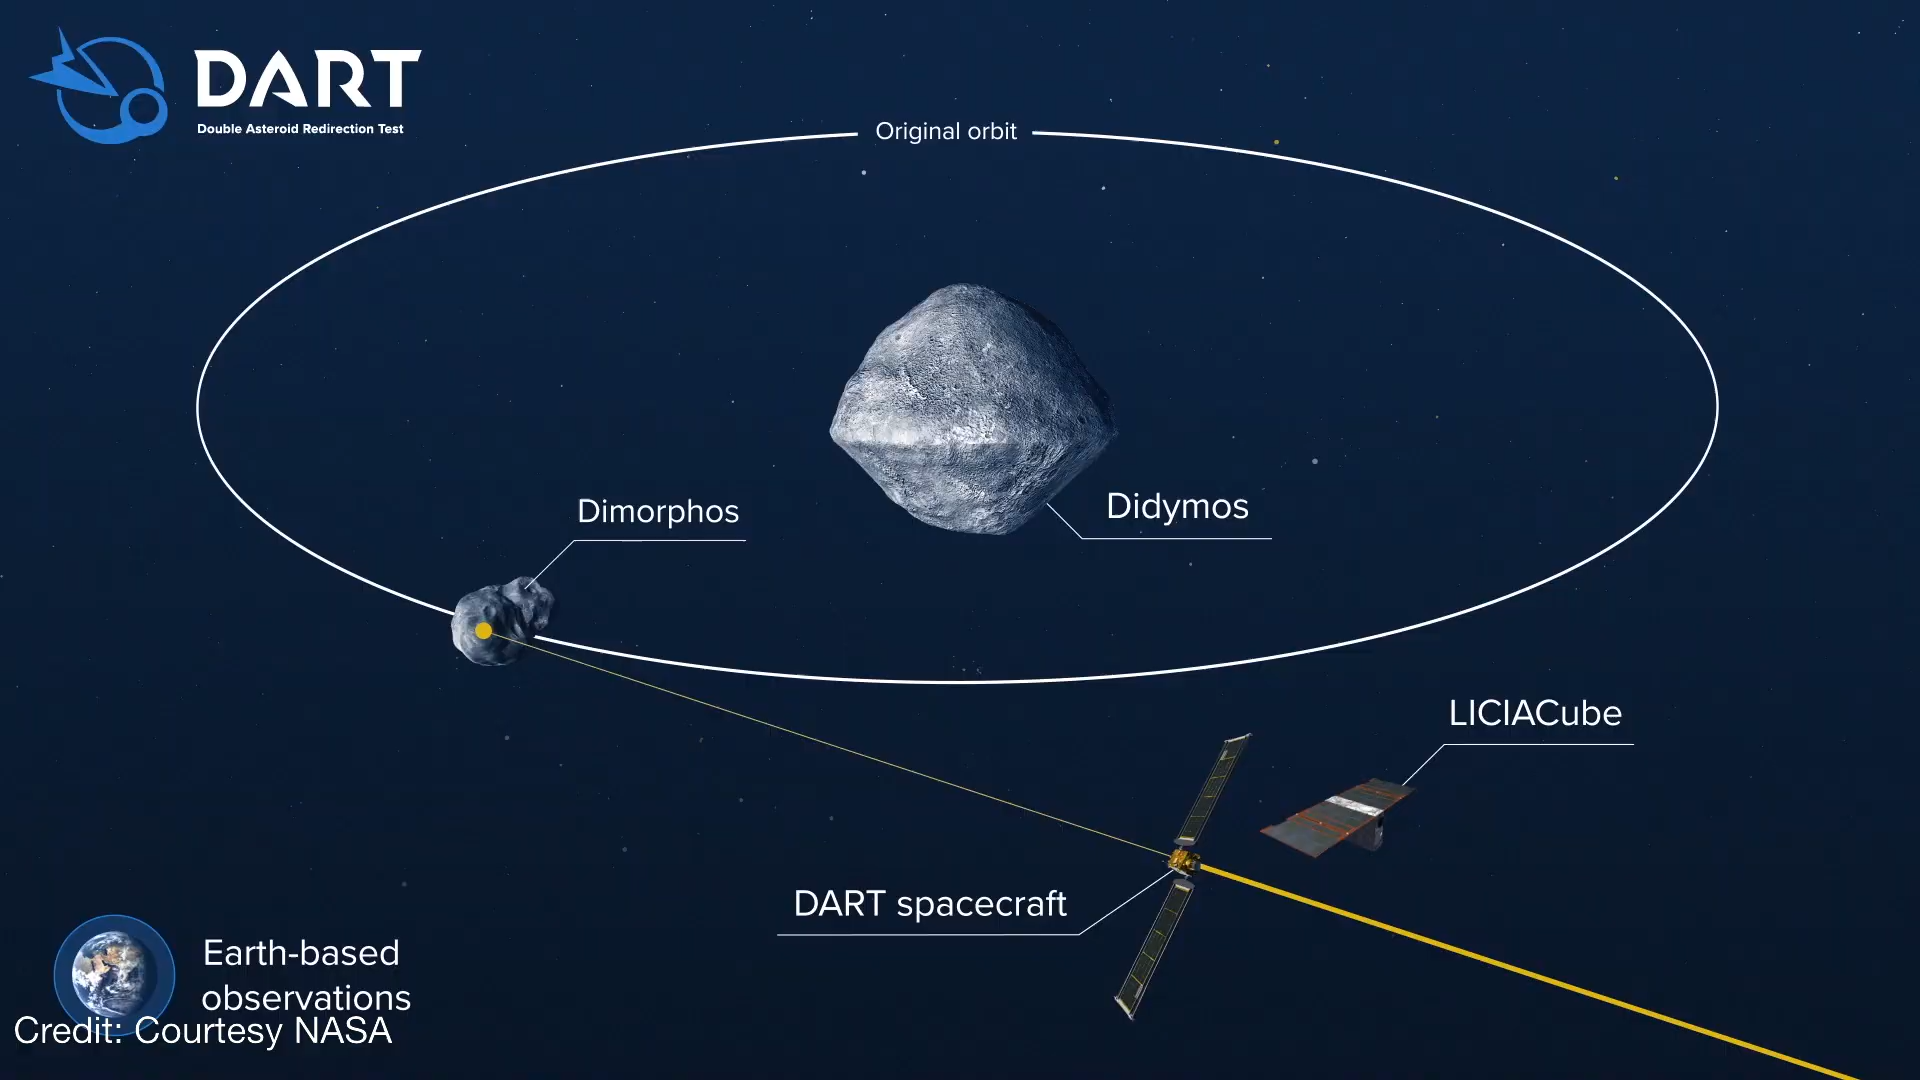 DART
Double Asteroid Redirection Test
Original orbit
Dimorphos
Didymos
LICIACube
DART spacecraft
Earth-based
observations
Credit: Courtesy NASA